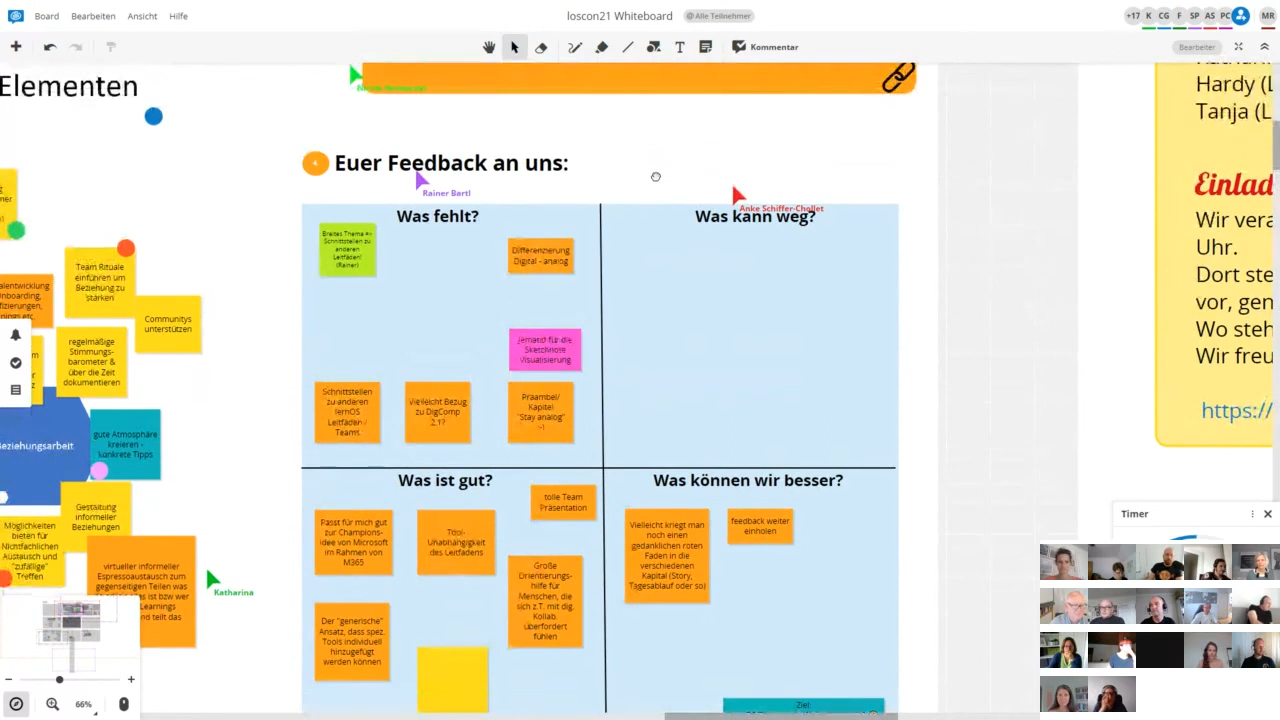 Board Bearbeiten Ansicht Hilfe
loscon21 Whiteboard
Alle Teilnehmer
+17 K CG F SP AS PC MR
Kommentar
Bearbeiter
Elementen
Hardy (L
Tanja (L
Euer Feedback an uns:
Rainer Bartl
Anke Schiffer-Chollet
Was fehlt?
Was kann weg?
Breites Thema =>
Schnittstellen zu
anderen
Leitfäden!
(Rainer)
Differenzierung
Digital - analog
Jemand für die
Sketchnote
Visualisierung
Schnittstellen
zu anderen
lernOS
Leitfäden /
Teams
Vielleicht Bezug
zu DigComp
2.1?
Präambel/
Kapitel
"Stay analog"
:-)
Was ist gut?
Was können wir besser?
Passt für mich gut
zur Champions-
idee von Microsoft
im Rahmen von
M365
Tool-
Unabhängigkeit
des Leitfadens
tolle Team
Präsentation
Große
Orientierungs-
hilfe für
Menschen, die
sich z.T. mit dig.
Kollab.
überfordert
fühlen
Der "generische"
Ansatz, dass spez.
Tools individuell
hinzugefügt
werden können
Vielleicht kriegt man
noch einen
gedanklichen roten
Faden in die
verschiedenen
Kapital (Story,
Tagesablauf oder so)
feedback weiter
einholen
Ziel:
Team Rituale
einführen um
Beziehung zu
stärken
Communitys
unterstützen
regelmäßige
Stimmungs-
barometer &
über die Zeit
dokumentieren
Beziehungsarbeit
gute Atmosphäre
kreieren -
konkrete Tipps
Gestaltung
informeller
Beziehungen
Möglichkeiten
bieten für
Nichtfachlichen
Austausch und
"zufällige"
Treffen
virtueller informeller
Espressoaustausch zum
gegenseitigen Teilen was
Katharina
66%
Einlad
Wir vera
Uhr.
Dort ste
vor, gen
Wo steh
Wir freu
https://
Timer